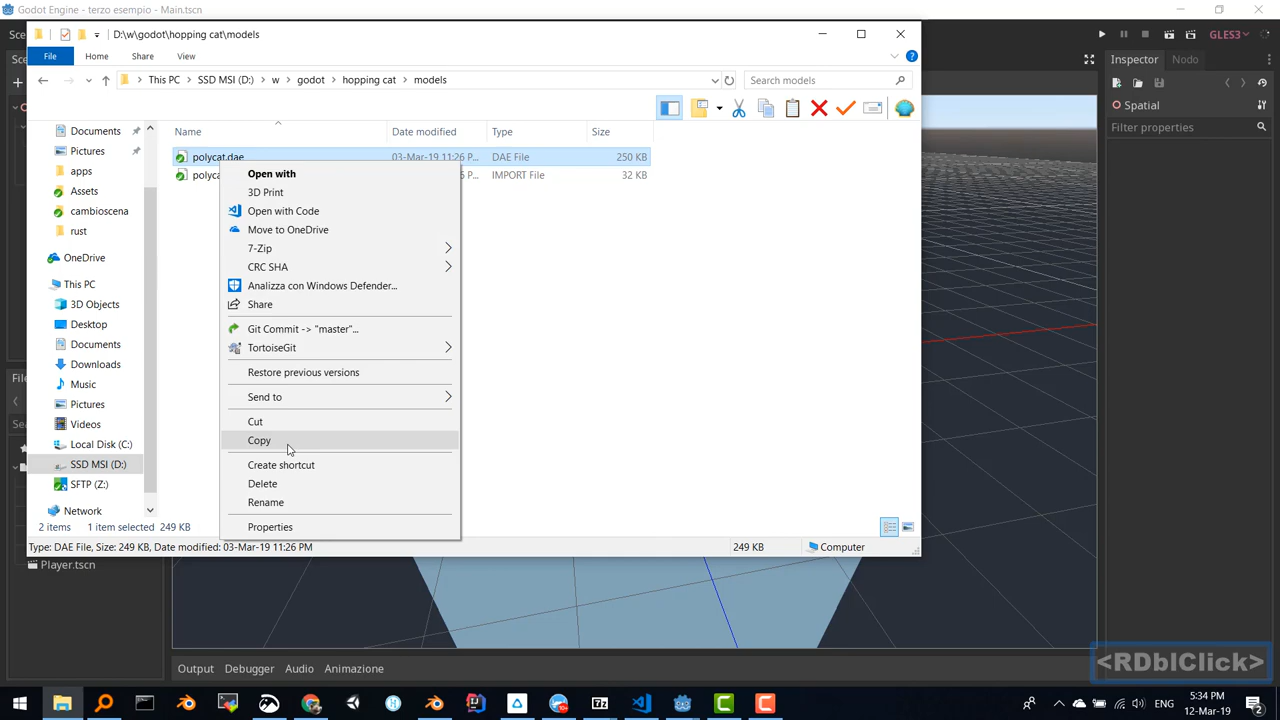 Godot Engine - terzo esempio - Main.tscn
D:\w\godot\hopping cat\models
GLES3
File Home Share View
This PC SSD MSI (D:) w godot hopping cat models
Search models
Inspector Nodo
Spatial
Filter properties
Name Date modified Type Size
polycat.dae 03-Mar-19 11:26 P... DAE File 250 KB
IMPORT File 32 KB
Documents
Pictures
apps
Assets
cambioscena
rust
OneDrive
This PC
3D Objects
Desktop
Documents
Downloads
Music
Pictures
Videos
Local Disk (C:)
SSD MSI (D:)
SFTP (Z:)
Network
Open with
3D Print
Open with Code
Move to OneDrive
7-Zip
CRC SHA
Analizza con Windows Defender...
Share
Git Commit -> "master"...
TortoiseGit
Restore previous versions
Send to
Cut
Copy
Create shortcut
Delete
Rename
Properties
2 items 1 item selected 249 KB
Type: DAE File, Size: 249 KB, Date modified: 03-Mar-19 11:26 PM 249 KB Computer
Player.tscn
Output Debugger Audio Animazione
<RDblClick>
ENG
5:34 PM
12-Mar-19
2